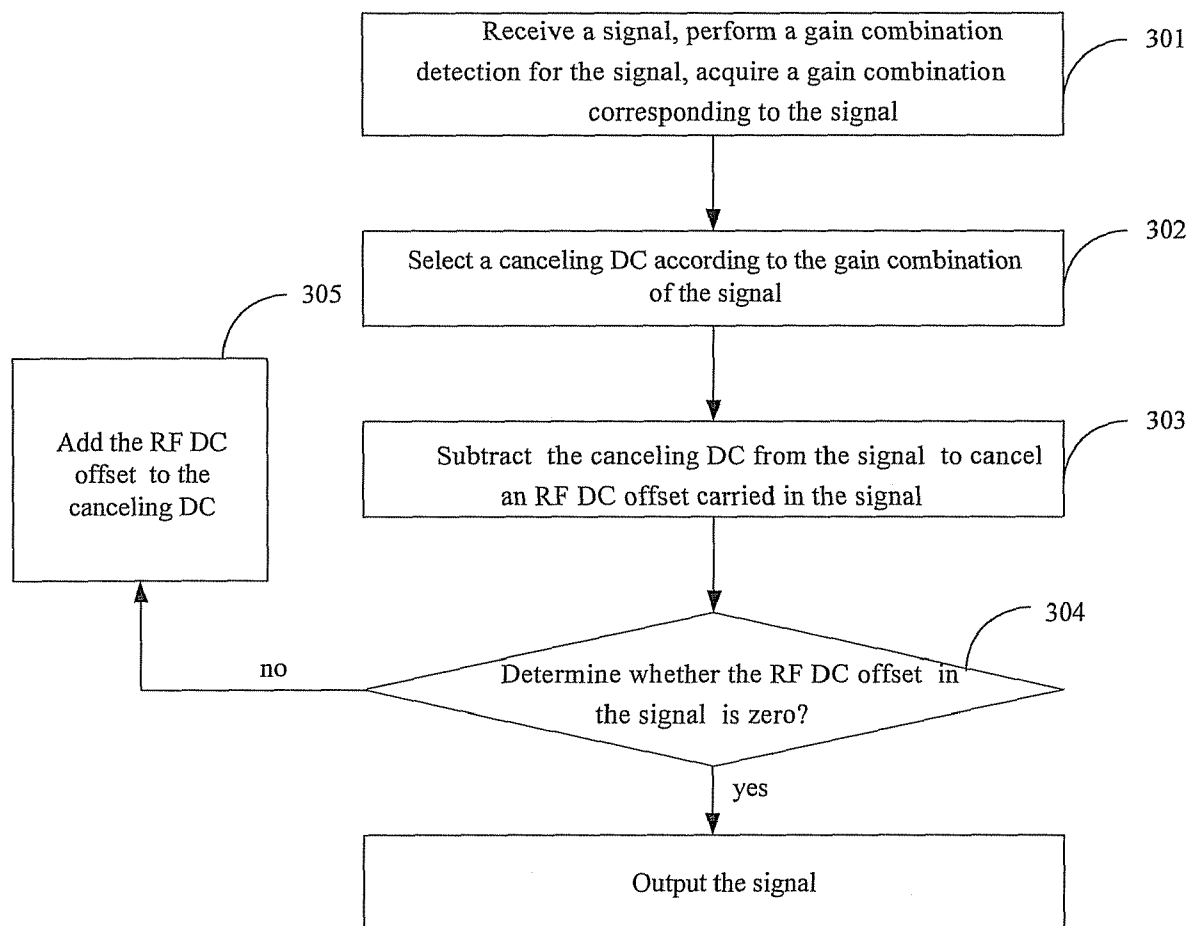 Receive a signal, perform a gain combination
detection for the signal, acquire a gain combination
corresponding to the signal
301
Select a canceling DC according to the gain combination
of the signal
302
305
Add the RF DC
offset to the
canceling DC
Subtract the canceling DC from the signal to cancel
an RF DC offset carried in the signal
303
304
Determine whether the RF DC offset in
the signal is zero?
no
yes
Output the signal